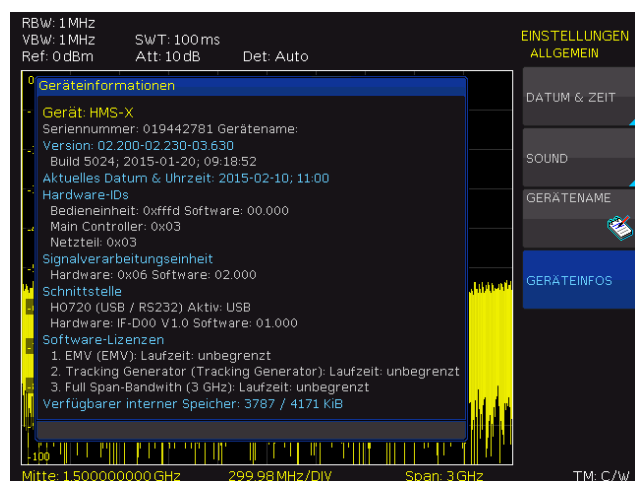 RBW: 1 MHz
VBW: 1 MHz SWT: 100 ms
Ref: 0 dBm Att: 10 dB Det: Auto
EINSTELLUNGEN
ALLGEMEIN
0
Geräteinformationen
Gerät: HMS-X
Seriennummer: 019442781 Gerätename:
Version: 02.200-02.230-03.630
Build 5024; 2015-01-20; 09:18:52
Aktuelles Datum & Uhrzeit: 2015-02-10; 11:00
Hardware-IDs
Bedieneinheit: 0xfffd Software: 00.000
Main Controller: 0x03
Netzteil: 0x03
Signalverarbeitungseinheit
Hardware: 0x06 Software: 02.000
Schnittstelle
HO720 (USB / RS232) Aktiv: USB
Hardware: IF-D00 V1.0 Software: 01.000
Software-Lizenzen
1. EMV (EMV): Laufzeit: unbegrenzt
2. Tracking Generator (Tracking Generator): Laufzeit: unbegrenzt
3. Full Span-Bandwith (3 GHz): Laufzeit: unbegrenzt
Verfügbarer interner Speicher: 3787 / 4171 KiB
-100
Mitte: 1.500000000 GHz 299.98 MHz/DIV Span: 3 GHz TM: C/W
DATUM & ZEIT
SOUND
GERÄTENAME
GERÄTEINFOS